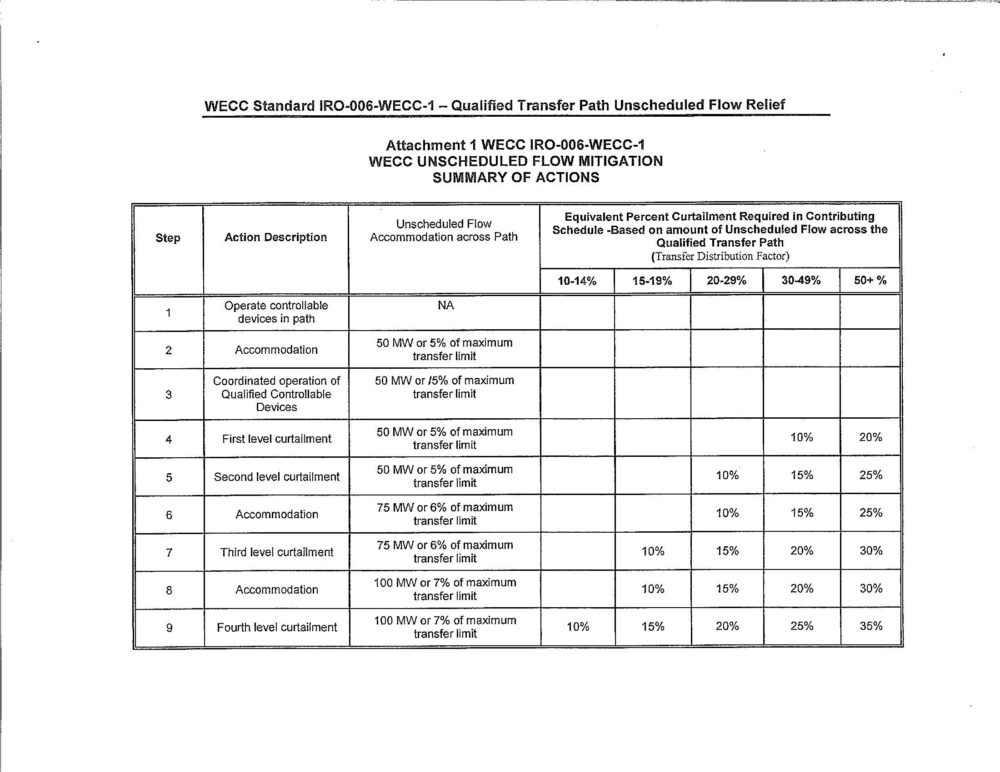 WECC Standard IRO-006-WECC-1 – Qualified Transfer Path Unscheduled Flow Relief
Attachment 1 WECC IRO-006-WECC-1
WECC UNSCHEDULED FLOW MITIGATION
SUMMARY OF ACTIONS
Step
Action Description
Unscheduled Flow
Accommodation across Path
Equivalent Percent Curtailment Required in Contributing
Schedule -Based on amount of Unscheduled Flow across the
Qualified Transfer Path
(Transfer Distribution Factor)
10-14% 15-19% 20-29% 30-49% 50+ %
1
Operate controllable
devices in path
NA
2
Accommodation
50 MW or 5% of maximum
transfer limit
3
Coordinated operation of
Qualified Controllable
Devices
50 MW or /5% of maximum
transfer limit
4
First level curtailment
50 MW or 5% of maximum
transfer limit
10% 20%
5
Second level curtailment
50 MW or 5% of maximum
transfer limit
10% 15% 25%
6
Accommodation
75 MW or 6% of maximum
transfer limit
10% 15% 25%
7
Third level curtailment
75 MW or 6% of maximum
transfer limit
10% 15% 20% 30%
8
Accommodation
100 MW or 7% of maximum
transfer limit
10% 15% 20% 30%
9
Fourth level curtailment
100 MW or 7% of maximum
transfer limit
10% 15% 20% 25% 35%